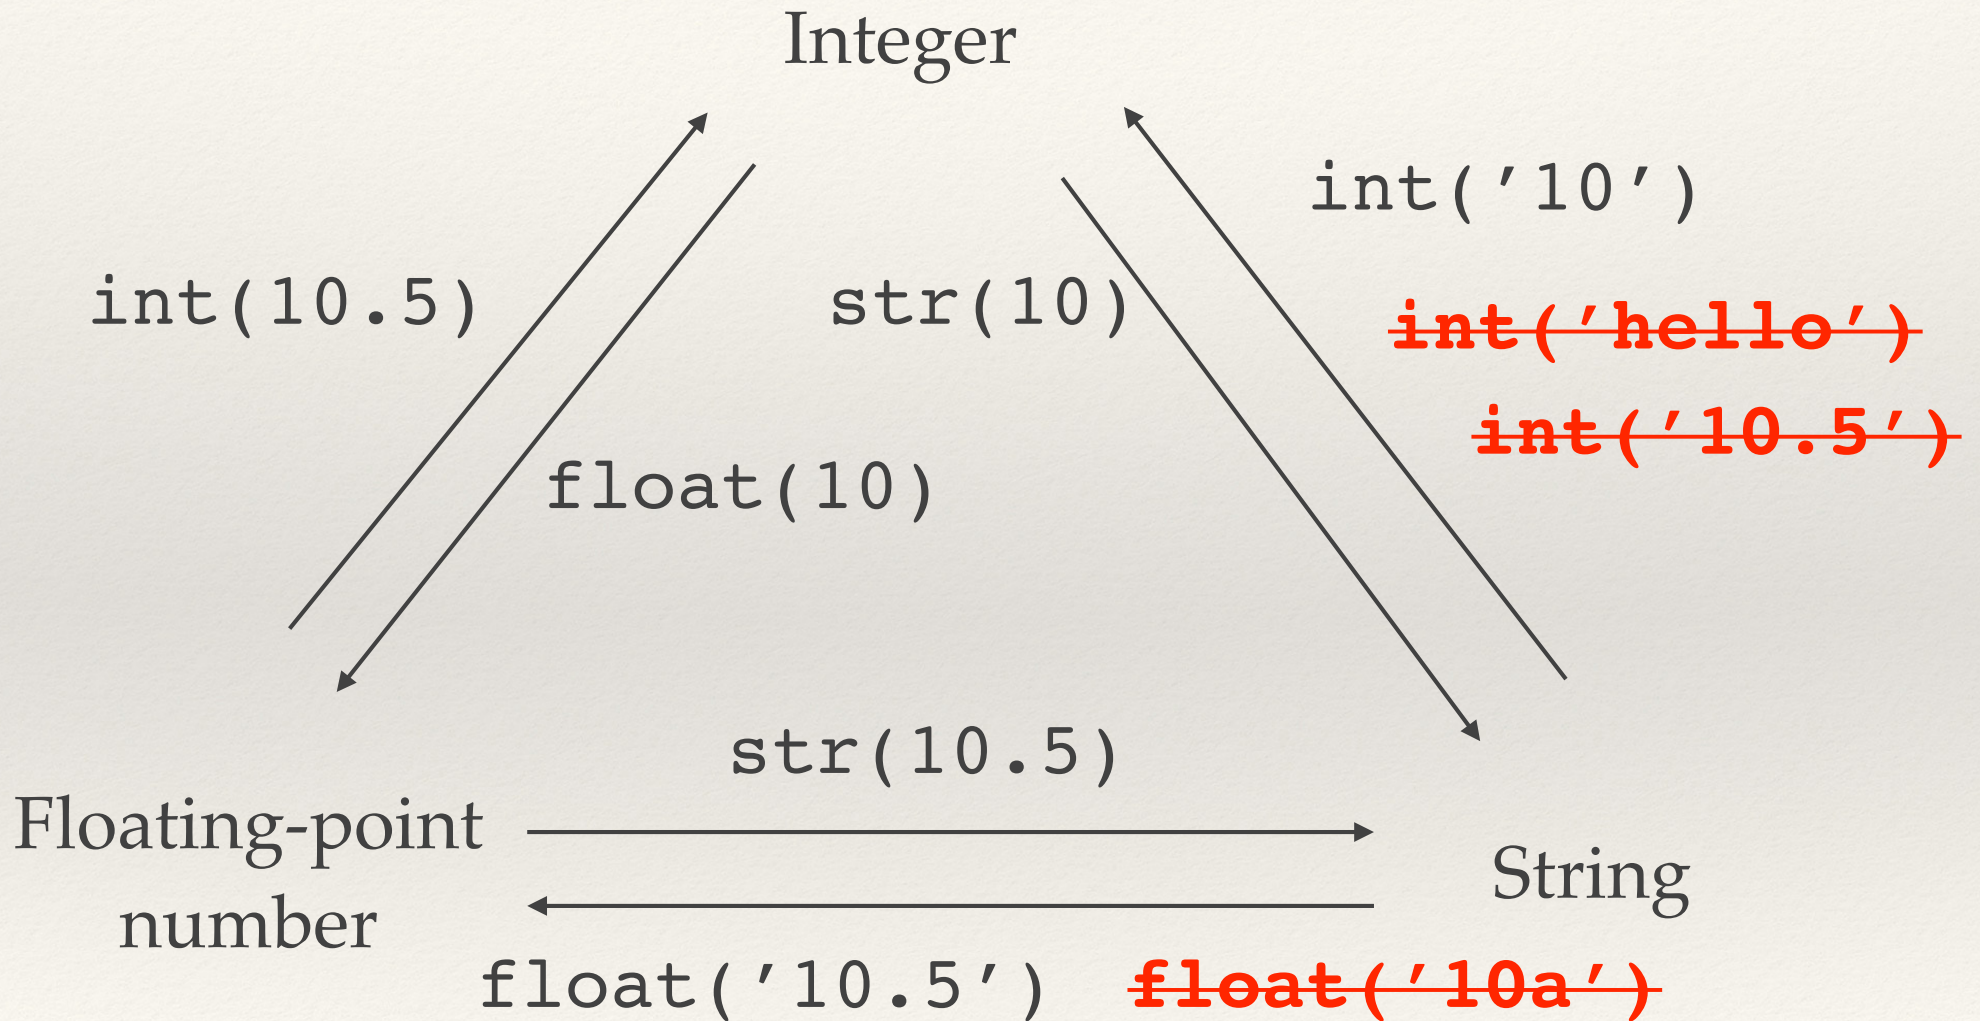 Integer
int(’10’)
int(10.5)
str(10)
int(’hello’)
int(’10.5’)
float(10)
str(10.5)
Floating-point
number
String
float(’10.5’)
float(’10a’)